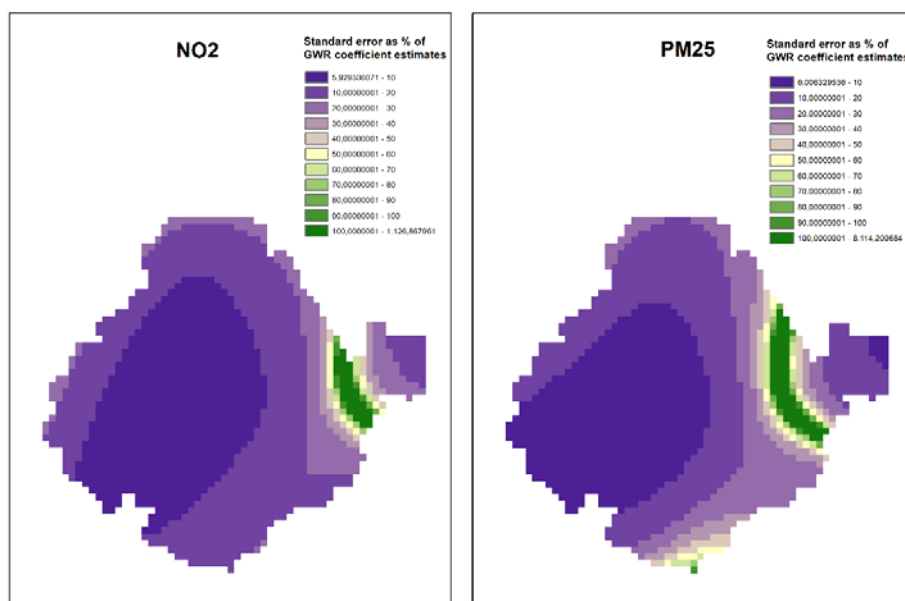 NO2
Standard error as % of
GWR coefficient estimates
5,929536071 - 10
10,00000001 - 20
20,00000001 - 30
30,00000001 - 40
40,00000001 - 50
50,00000001 - 60
60,00000001 - 70
70,00000001 - 80
80,00000001 - 90
90,00000001 - 100
100,0000001 - 1.126,867961
PM25
Standard error as % of
GWR coefficient estimates
6,006329536 - 10
10,00000001 - 20
20,00000001 - 30
30,00000001 - 40
40,00000001 - 50
50,00000001 - 60
60,00000001 - 70
70,00000001 - 80
80,00000001 - 90
90,00000001 - 100
100,0000001 - 8.114,200684